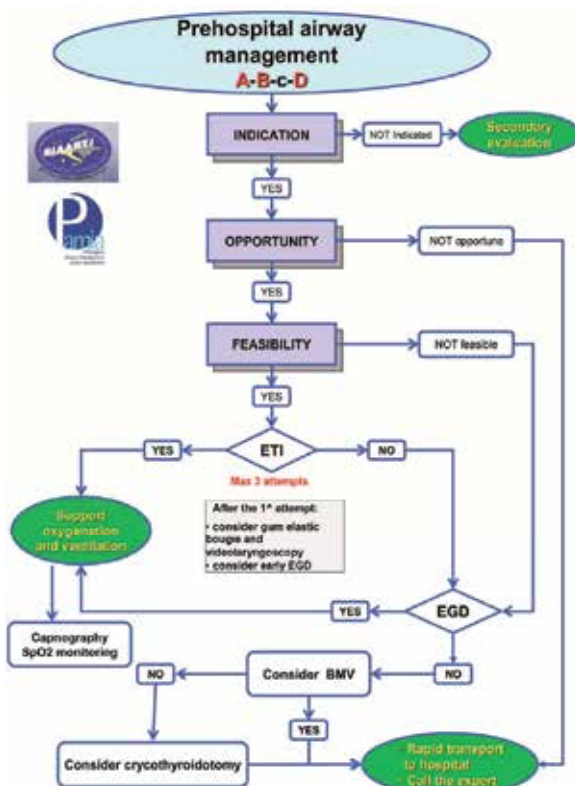 Prehospital airway
management
A-B-c-D
INDICATION
NOT Indicated
Secondary
evaluation
YES
OPPORTUNITY
NOT opportune
YES
FEASIBILITY
NOT feasible
YES
YES
ETI
NO
Max 3 attempts
After the 1st attempt:
• consider gum elastic
bougie and
videolaryngoscopy
• consider early EGD
Support
oxygenation
and ventilation
YES
EGD
Capnography
SpO2 monitoring
NO
Consider BMV
NO
YES
Consider crycothyroidotomy
- Rapid transport
to hospital
- Call the expert
SIAARTI
Pamia